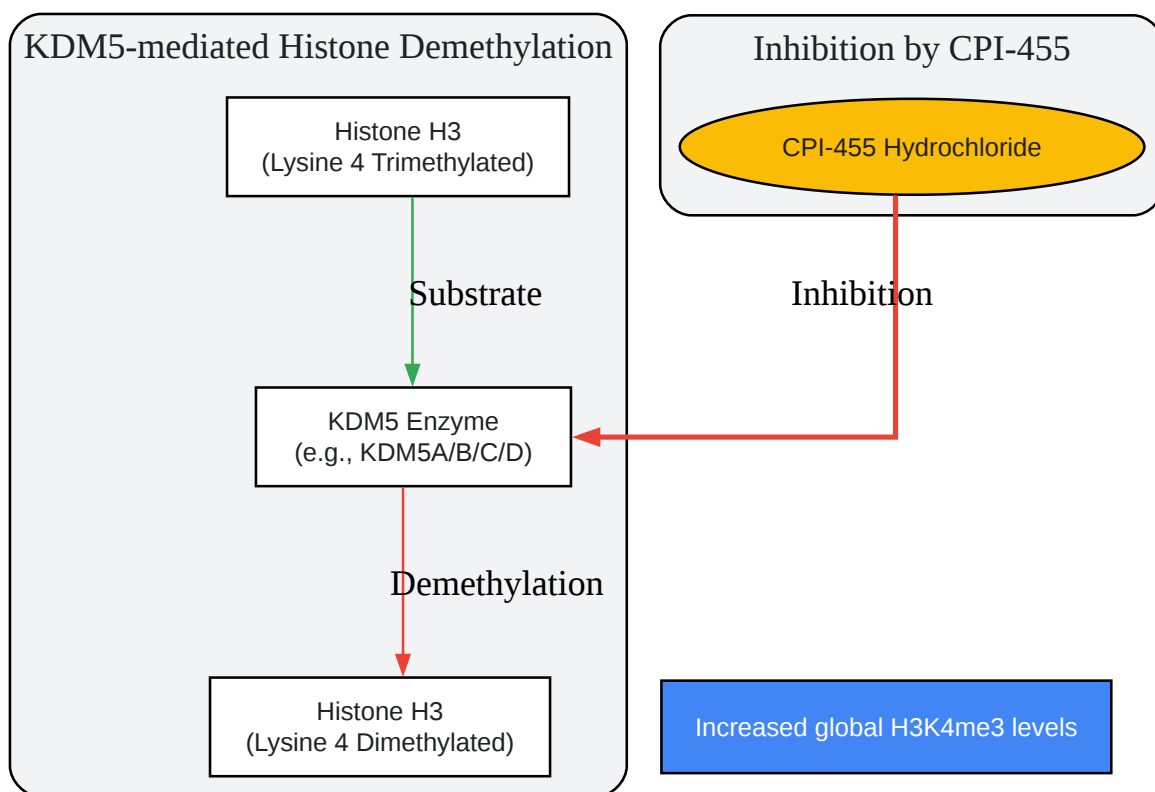 KDM5-mediated Histone Demethylation
Histone H3
(Lysine 4 Trimethylated)
Substrate
KDM5 Enzyme
(e.g., KDM5A/B/C/D)
Demethylation
Histone H3
(Lysine 4 Dimethylated)
Inhibition by CPI-455
CPI-455 Hydrochloride
Inhibition
Increased global H3K4me3 levels